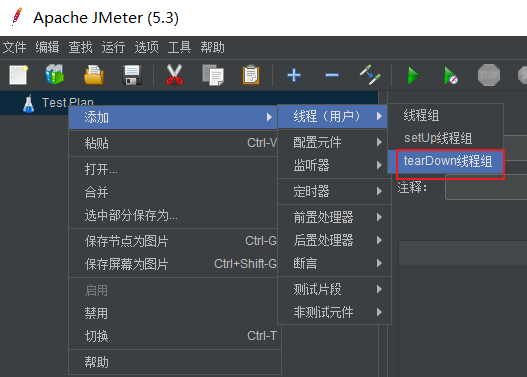 Apache JMeter (5.3)
文件 编辑 查找 运行 选项 工具 帮助
STOP
Test Plan
添加
粘贴 Ctrl-V
打开...
合并
选中部分保存为...
保存节点为图片 Ctrl-G
保存屏幕为图片 Ctrl+Shift-G
启用
禁用
切换 Ctrl-T
帮助
线程（用户）
配置元件
监听器
定时器
前置处理器
后置处理器
断言
测试片段
非测试元件
线程组
setUp线程组
tearDown线程组
注释：